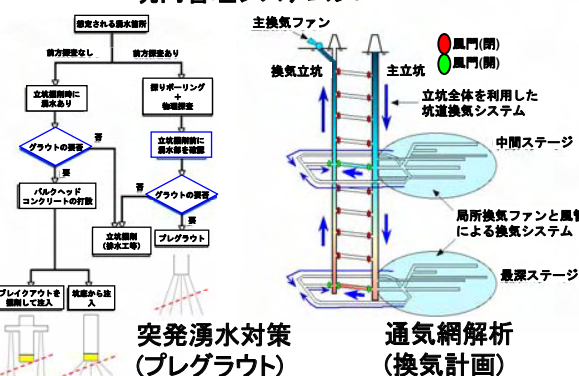 想定される湧水箇所
前方探査なし
前方探査あり
立坑掘削時に
湧水あり
探りボーリング
+
物理探査
グラウトの要否
否
要
立坑掘削前に
湧水部を確認
バルクヘッド
コンクリートの打設
否
グラウトの要否
要
立坑掘削
(排水工等)
プレグラウト
ブレイクアウトを
掘削して注入
坑底から注
入
突発湧水対策
(プレグラウト)
主換気ファン
換気立坑
主立坑
風門(閉)
風門(開)
立坑全体を利用した
坑道換気システム
中間ステージ
局所換気ファンと風管
による換気システム
最深ステージ
通気網解析
(換気計画)